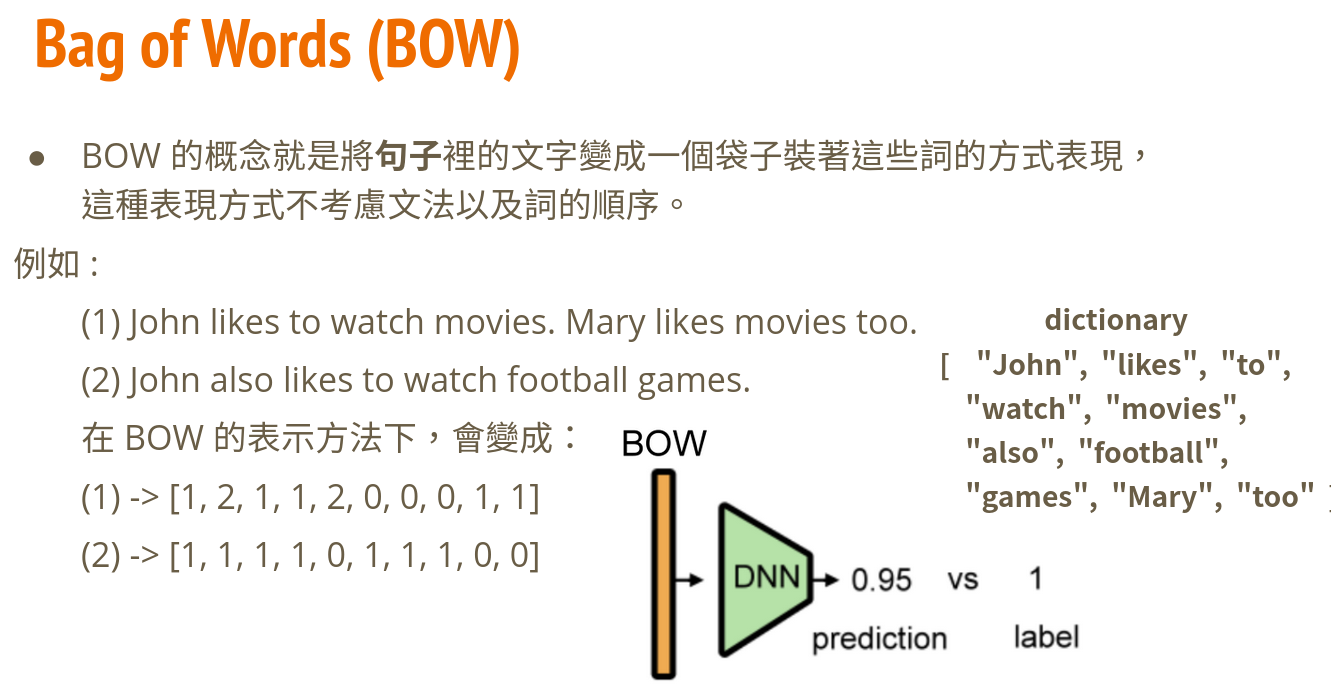 Bag of Words (BOW)
● BOW 的概念就是將句子裡的文字變成一個袋子裝著這些詞的方式表現，
這種表現方式不考慮文法以及詞的順序。
例如 :
(1) John likes to watch movies. Mary likes movies too.
(2) John also likes to watch football games.
在 BOW 的表示方法下，會變成：
(1) -> [1, 2, 1, 1, 2, 0, 0, 0, 1, 1]
(2) -> [1, 1, 1, 1, 0, 1, 1, 1, 0, 0]
dictionary
[ "John", "likes", "to",
"watch", "movies",
"also", "football",
"games", "Mary", "too" ]
BOW
DNN
0.95 vs 1
prediction label